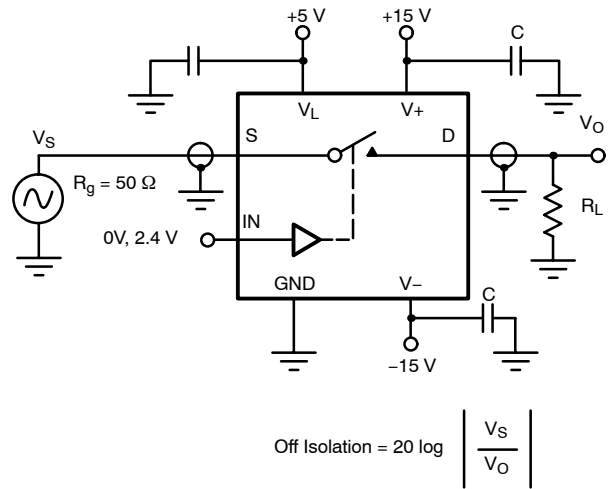 +5 V
+15 V
C
V_L
V+
V_S
S
D
V_O
R_g = 50 Ω
R_L
IN
0V, 2.4 V
GND
V−
C
−15 V
Off Isolation = 20 log | V_S / V_O |